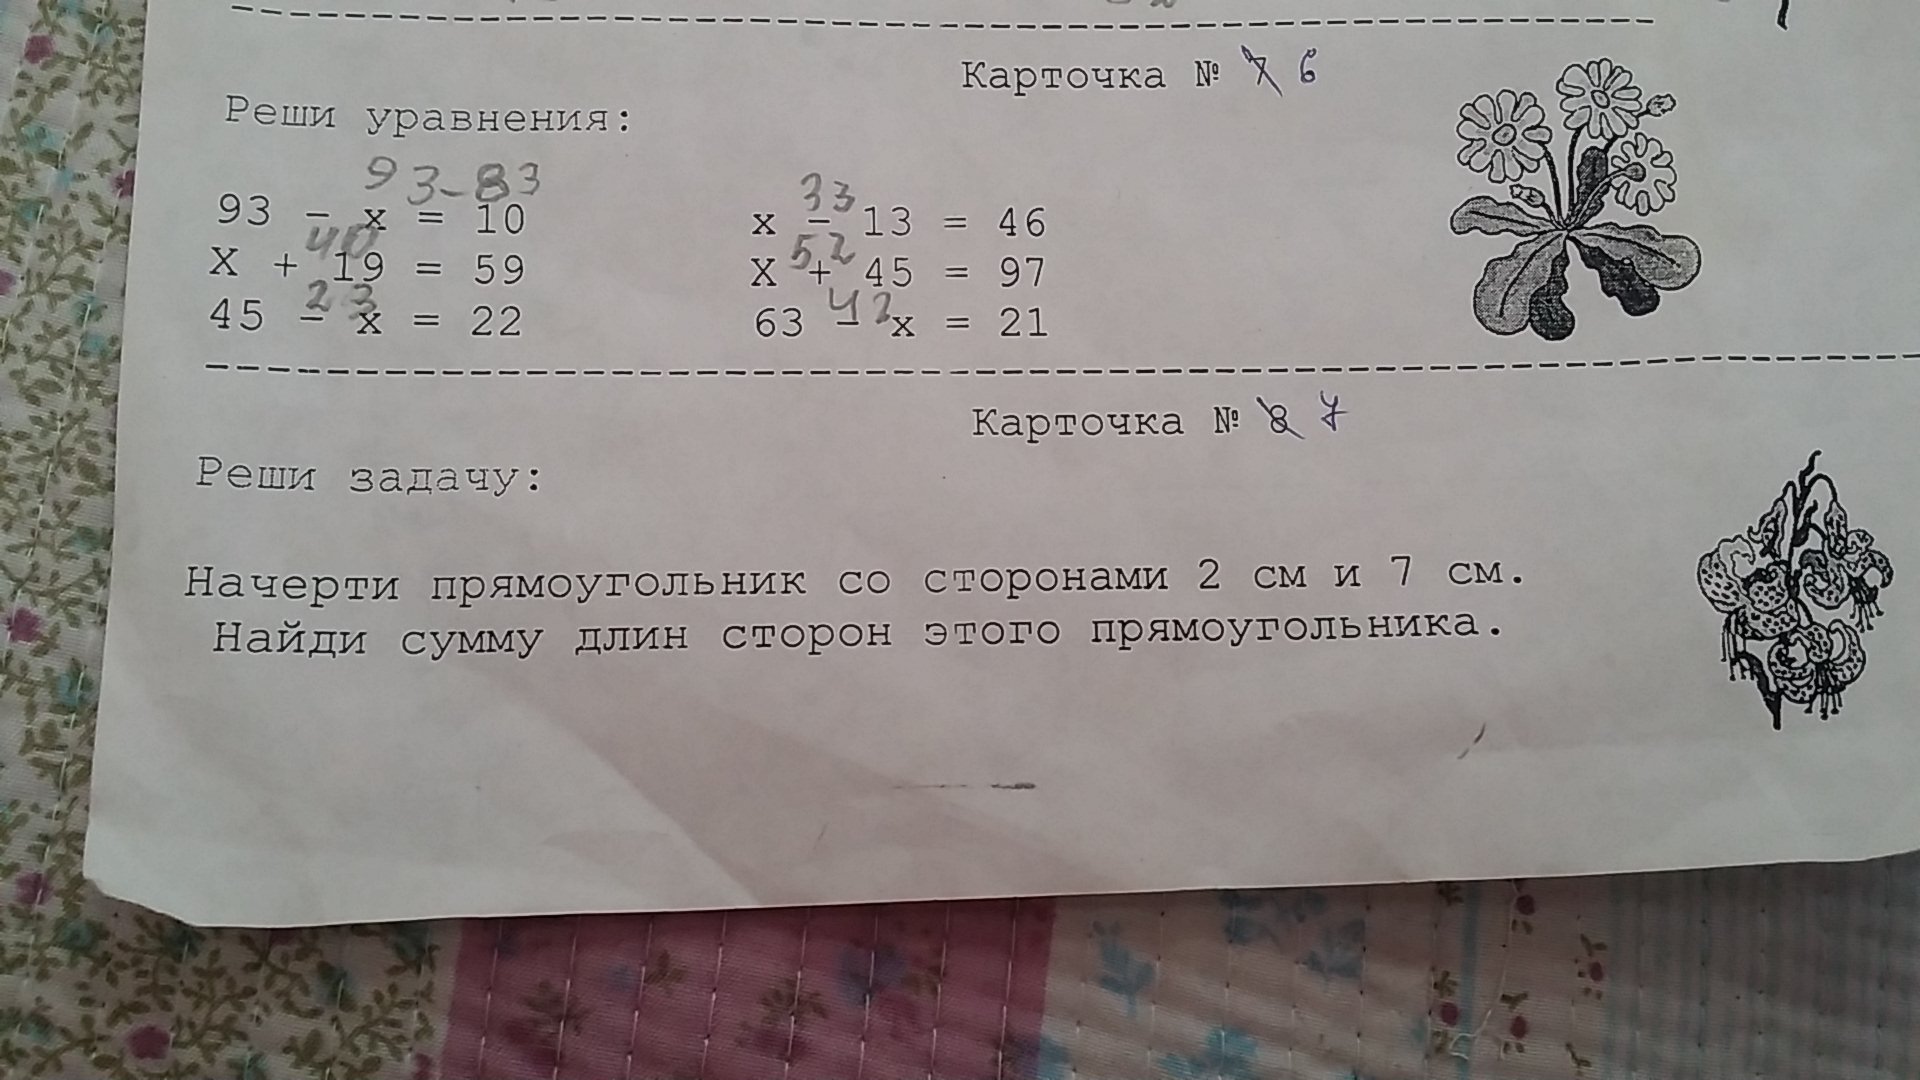 Карточка № 7 6
Реши уравнения:
93-83
93 - х = 10
33
х - 13 = 46
40
Х + 19 = 59
52
Х + 45 = 97
23
45 - х = 22
42
63 - х = 21
Карточка № 8 7
Реши задачу:
Начерти прямоугольник со сторонами 2 см и 7 см.
Найди сумму длин сторон этого прямоугольника.